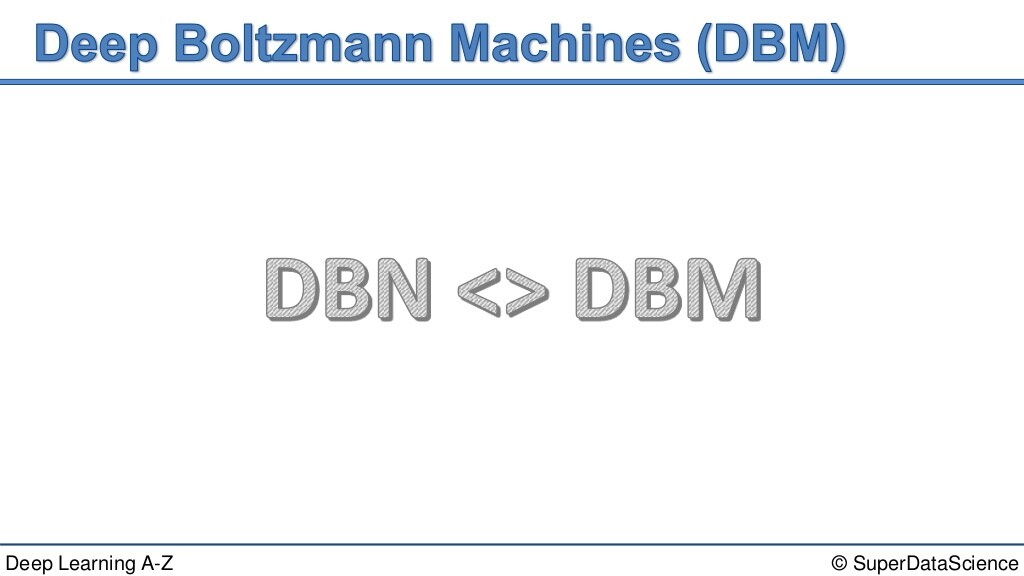 Deep Boltzmann Machines (DBM)
DBN <> DBM
Deep Learning A-Z
© SuperDataScience